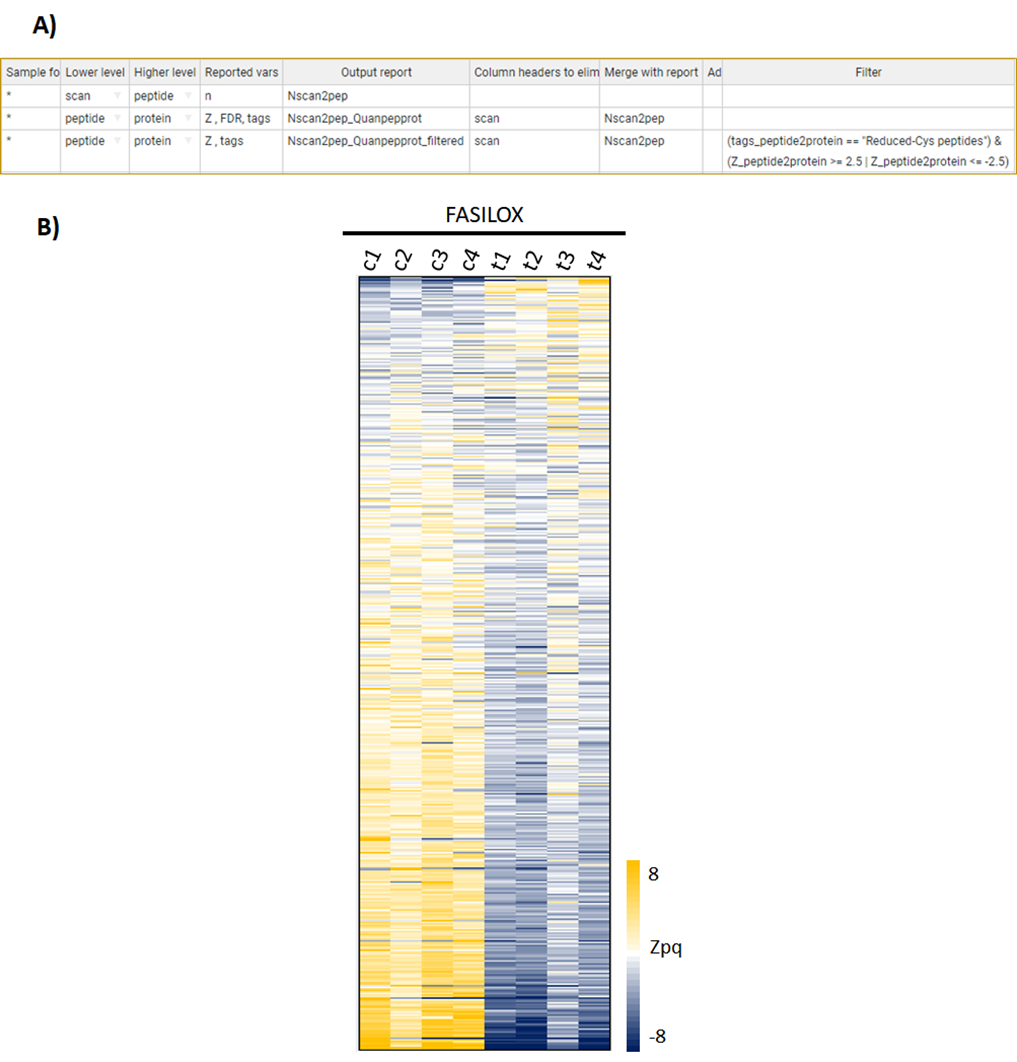 A)
Sample fo Lower level Higher level Reported vars Output report Column headers to elim Merge with report Ad Filter
* scan peptide n Nscan2pep
* peptide protein Z , FDR, tags Nscan2pep_Quanpepprot scan Nscan2pep
* peptide protein Z , tags Nscan2pep_Quanpepprot_filtered scan Nscan2pep (tags_peptide2protein == "Reduced-Cys peptides") &
(Z_peptide2protein >= 2.5 | Z_peptide2protein <= -2.5)
B)
FASILOX
c1 c2 c3 c4 t1 t2 t3 t4
8
Zpq
-8